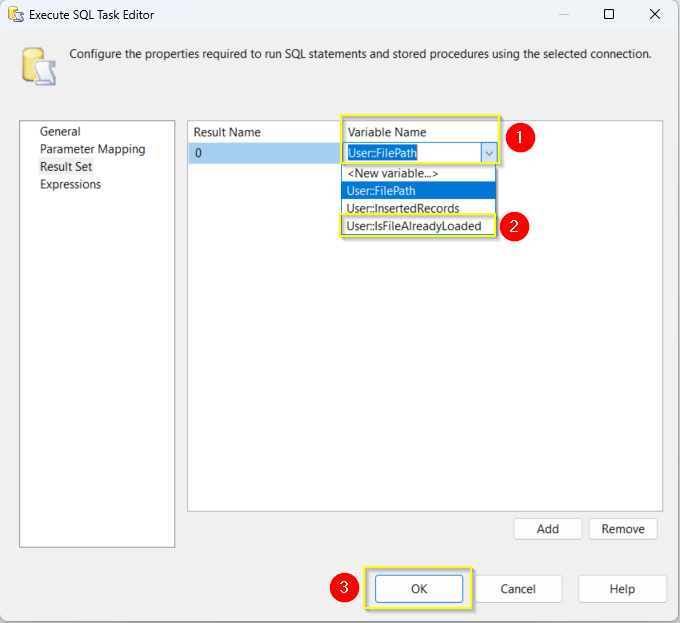 Execute SQL Task Editor
Configure the properties required to run SQL statements and stored procedures using the selected connection.
General
Parameter Mapping
Result Set
Expressions
Result Name Variable Name
1
0 User::FilePath
<New variable...>
User::FilePath
User::InsertedRecords
User::IsFileAlreadyLoaded
2
Add Remove
3 OK Cancel Help